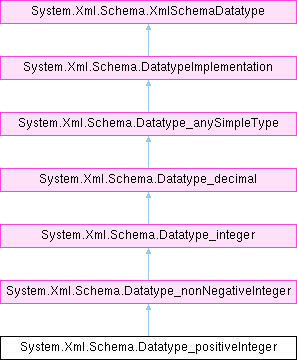 System.Xml.Schema.XmlSchemaDatatype
System.Xml.Schema.DatatypeImplementation
System.Xml.Schema.Datatype_anySimpleType
System.Xml.Schema.Datatype_decimal
System.Xml.Schema.Datatype_integer
System.Xml.Schema.Datatype_nonNegativeInteger
System.Xml.Schema.Datatype_positiveInteger